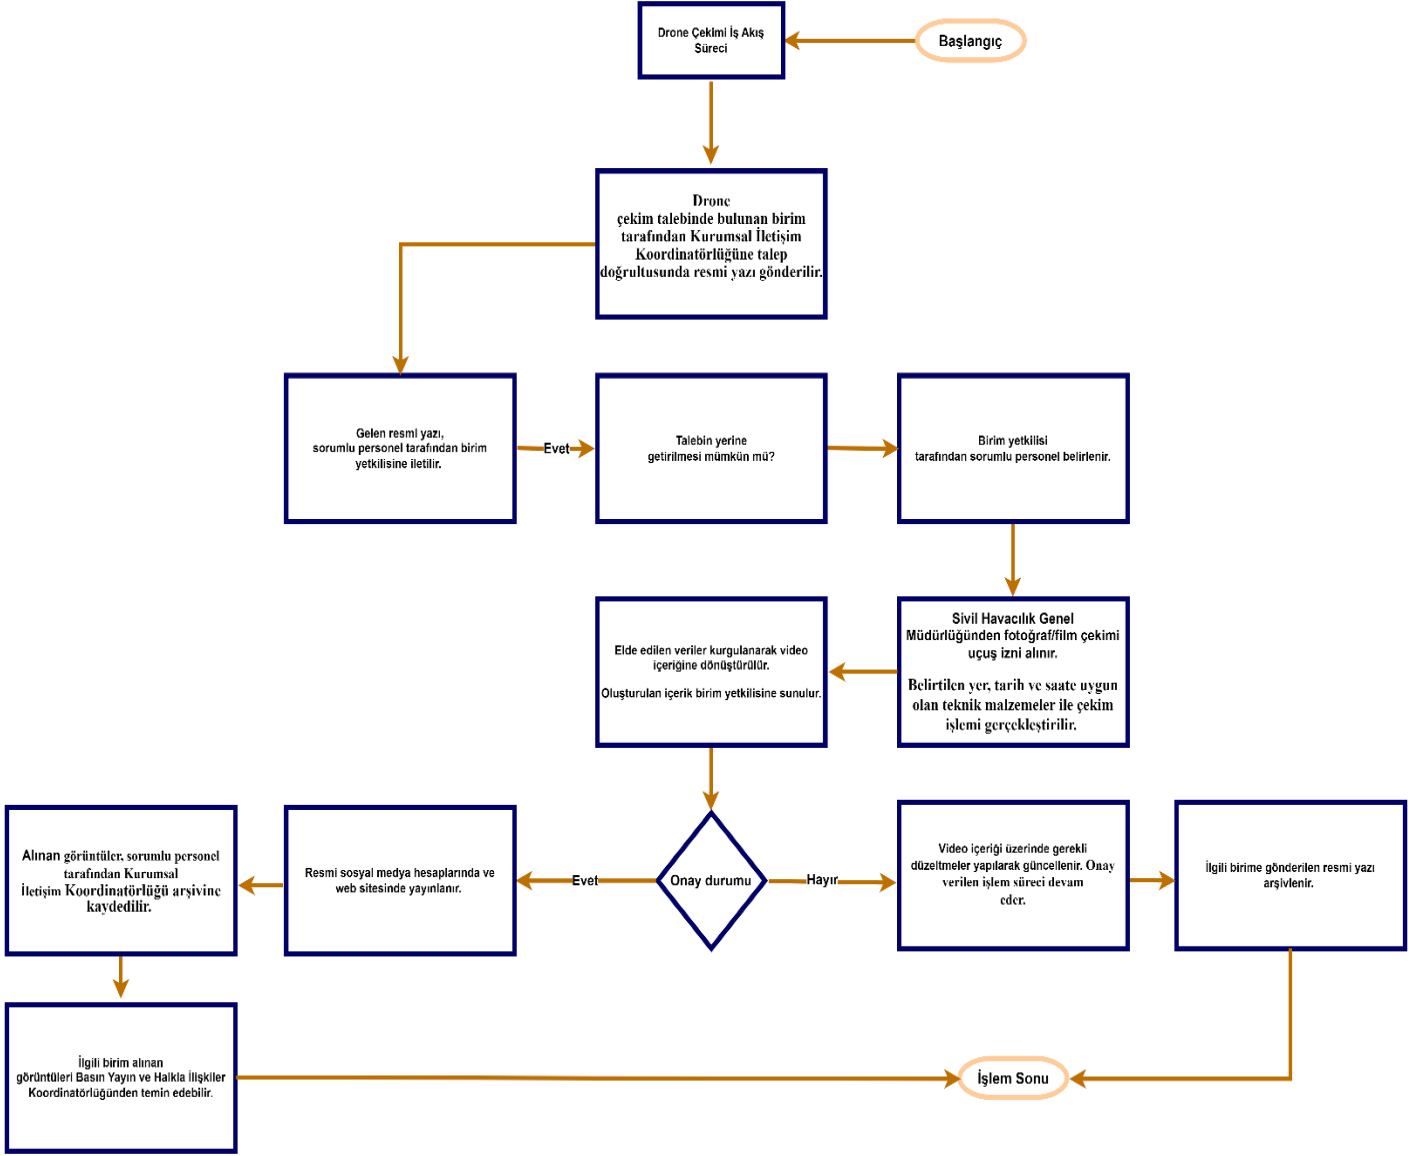 Drone Çekimi İş Akış
Süreci
Başlangıç
Drone
çekim talebinde bulunan birim
tarafından Kurumsal İletişim
Koordinatörlüğüne talep
doğrultusunda resmi yazı gönderilir.
Gelen resmi yazı,
sorumlu personel tarafından birim
yetkilisine iletilir.
Evet
Talebin yerine
getirilmesi mümkün mü?
Birim yetkilisi
tarafından sorumlu personel belirlenir.
Sivil Havacılık Genel
Müdürlüğünden fotoğraf/film çekimi
uçuş izni alınır.
Belirtilen yer, tarih ve saate uygun
olan teknik malzemeler ile çekim
işlemi gerçekleştirilir.
Elde edilen veriler kurgulanarak video
içeriğine dönüştürülür.
Oluşturulan içerik birim yetkilisine sunulur.
Onay durumu
Evet
Hayır
Resmi sosyal medya hesaplarında ve
web sitesinde yayınlanır.
Alınan görüntüler, sorumlu personel
tarafından Kurumsal
İletişim Koordinatörlüğü arşivine
kaydedilir.
Video içeriği üzerinde gerekli
düzeltmeler yapılarak güncellenir. Onay
verilen işlem süreci devam
eder.
İlgili birime gönderilen resmi yazı
arşivlenir.
İlgili birim alınan
görüntüleri Basın Yayın ve Halkla İlişkiler
Koordinatörlüğünden temin edebilir.
İşlem Sonu